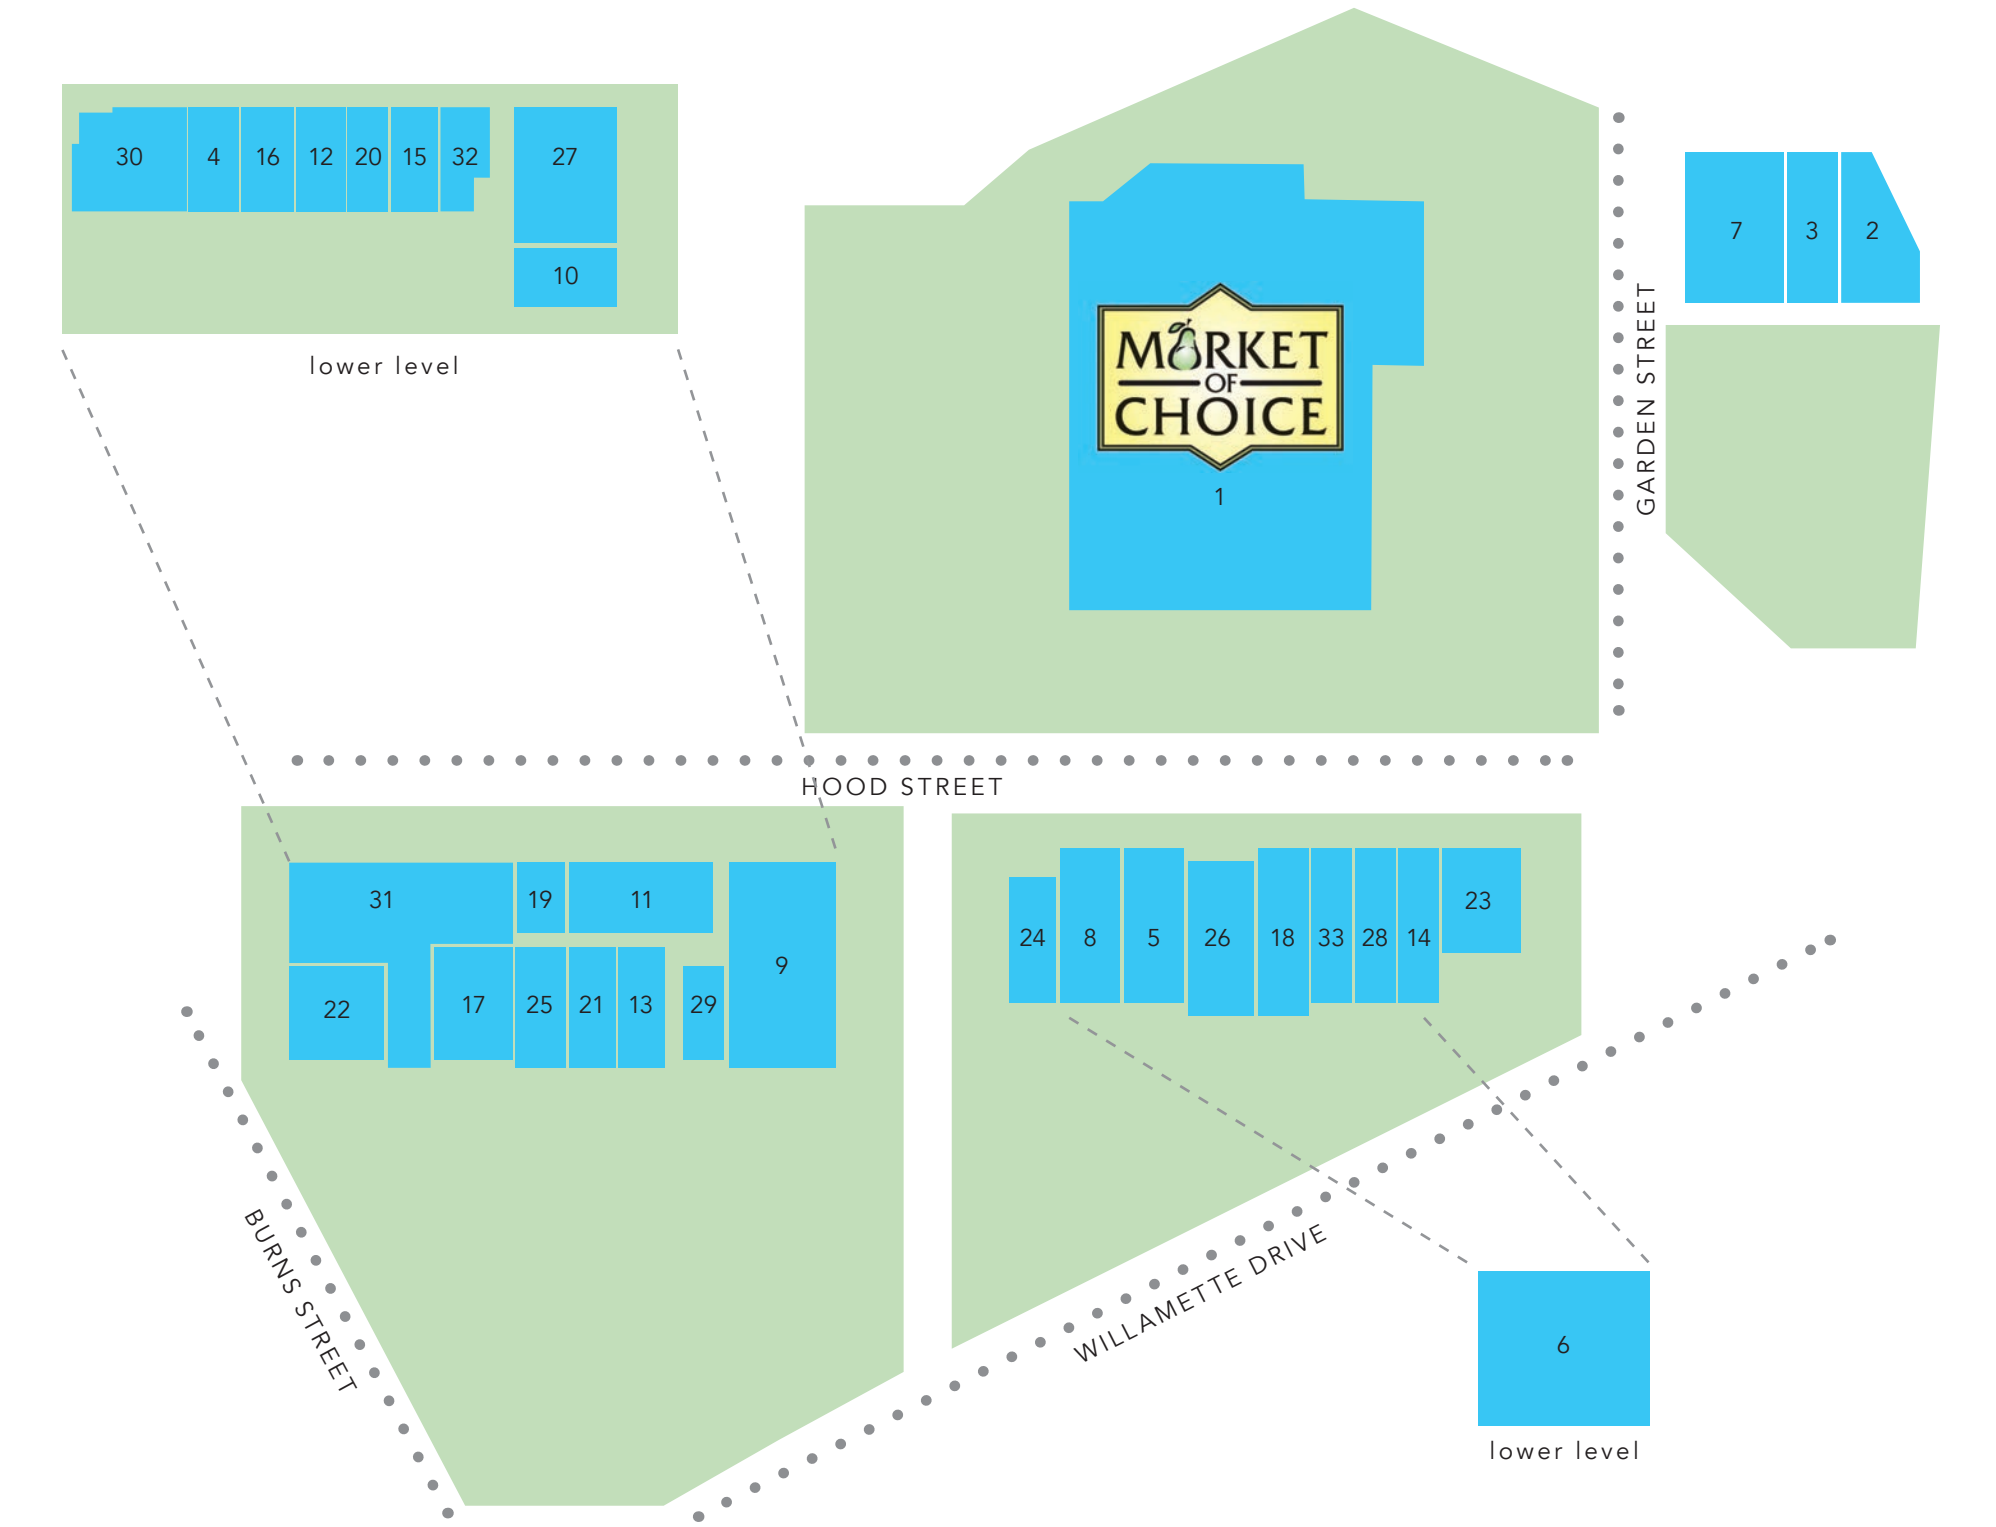 30 4 16 12 20 15 32 27
10
lower level
7 3 2
MARKET
OF
CHOICE
1
GARDEN STREET
HOOD STREET
31 19 11
9
22 17 25 21 13 29
24 8 5 26 18 33 28 14 23
BURNS STREET
WILLAMETTE DRIVE
6
lower level